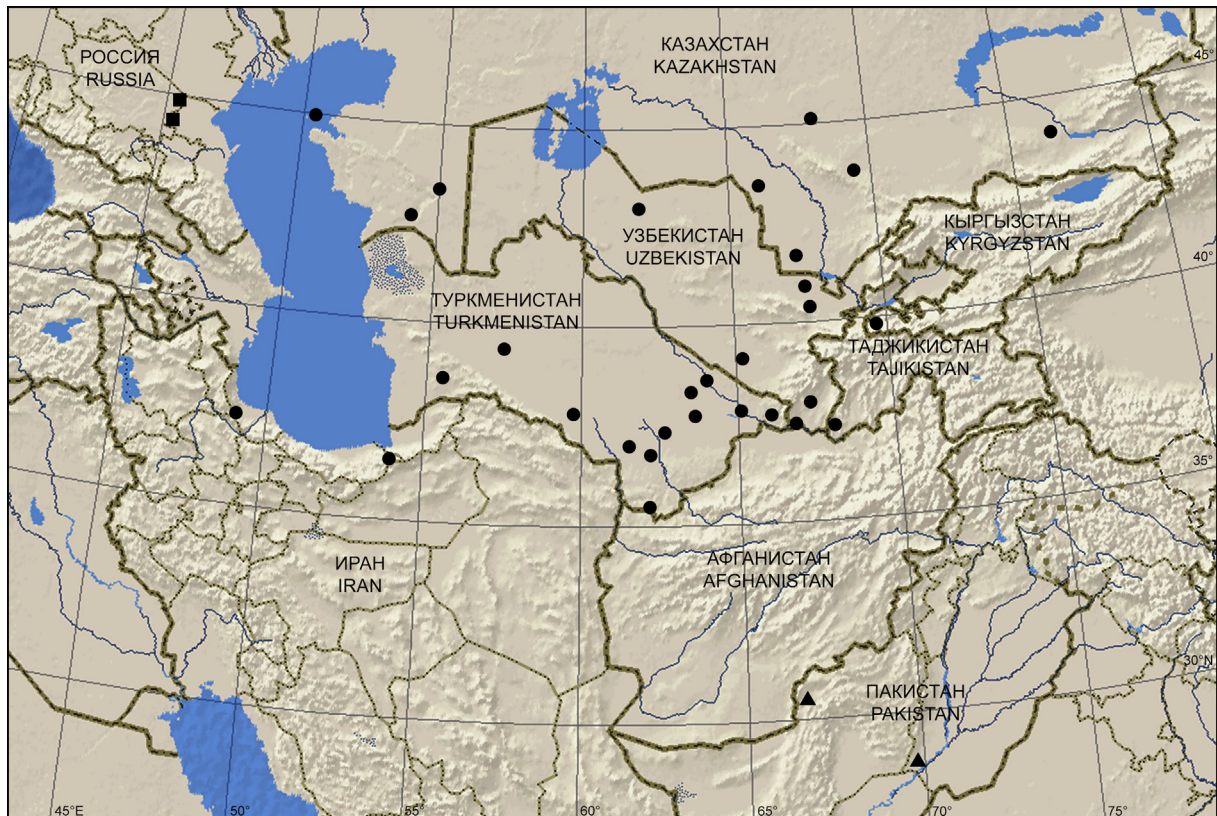 РОССИЯ
RUSSIA
КАЗАХСТАН
KAZAKHSTAN
45°
КЫРГЫЗСТАН
KYRGYZSTAN
УЗБЕКИСТАН
UZBEKISTAN
40°
ТУРКМЕНИСТАН
TURKMENISTAN
ТАДЖИКИСТАН
TAJIKISTAN
35°
ИРАН
IRAN
АФГАНИСТАН
AFGHANISTAN
30°N
ПАКИСТАН
PAKISTAN
45°E
50°
55°
60°
65°
70°
75°